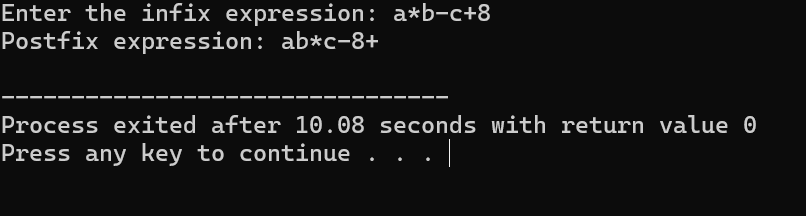 Enter the infix expression: a*b-c+8
Postfix expression: ab*c-8+
--------------------------------
Process exited after 10.08 seconds with return value 0
Press any key to continue . . .